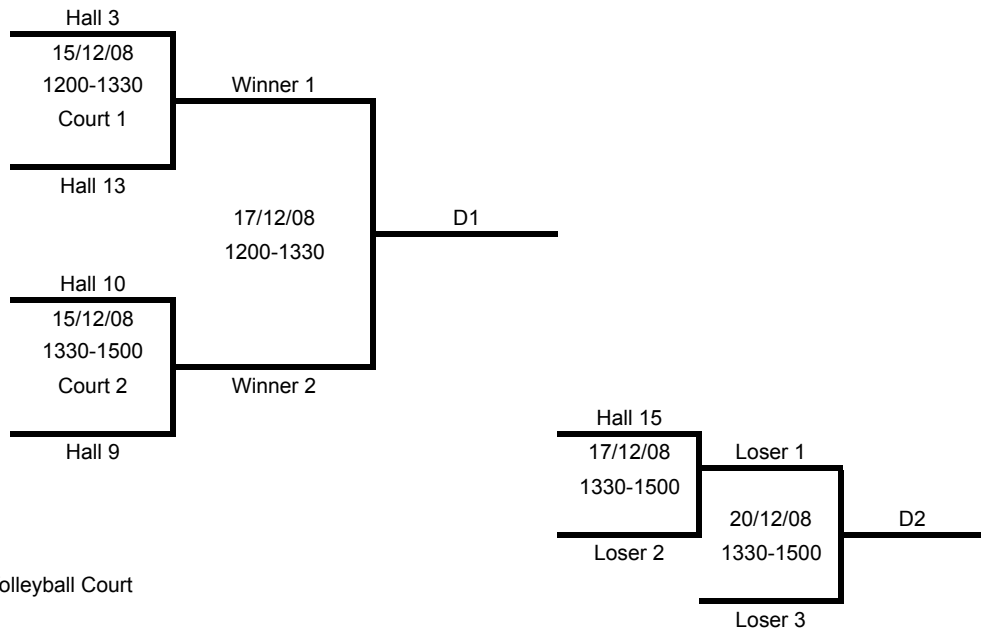 Hall 3
15/12/08
1200-1330
Court 1
Winner 1
Hall 13
17/12/08
1200-1330
D1
Hall 10
15/12/08
1330-1500
Court 2
Winner 2
Hall 9
Hall 15
17/12/08
1330-1500
Loser 1
Loser 2
20/12/08
1330-1500
D2
Loser 3
olleyball Court